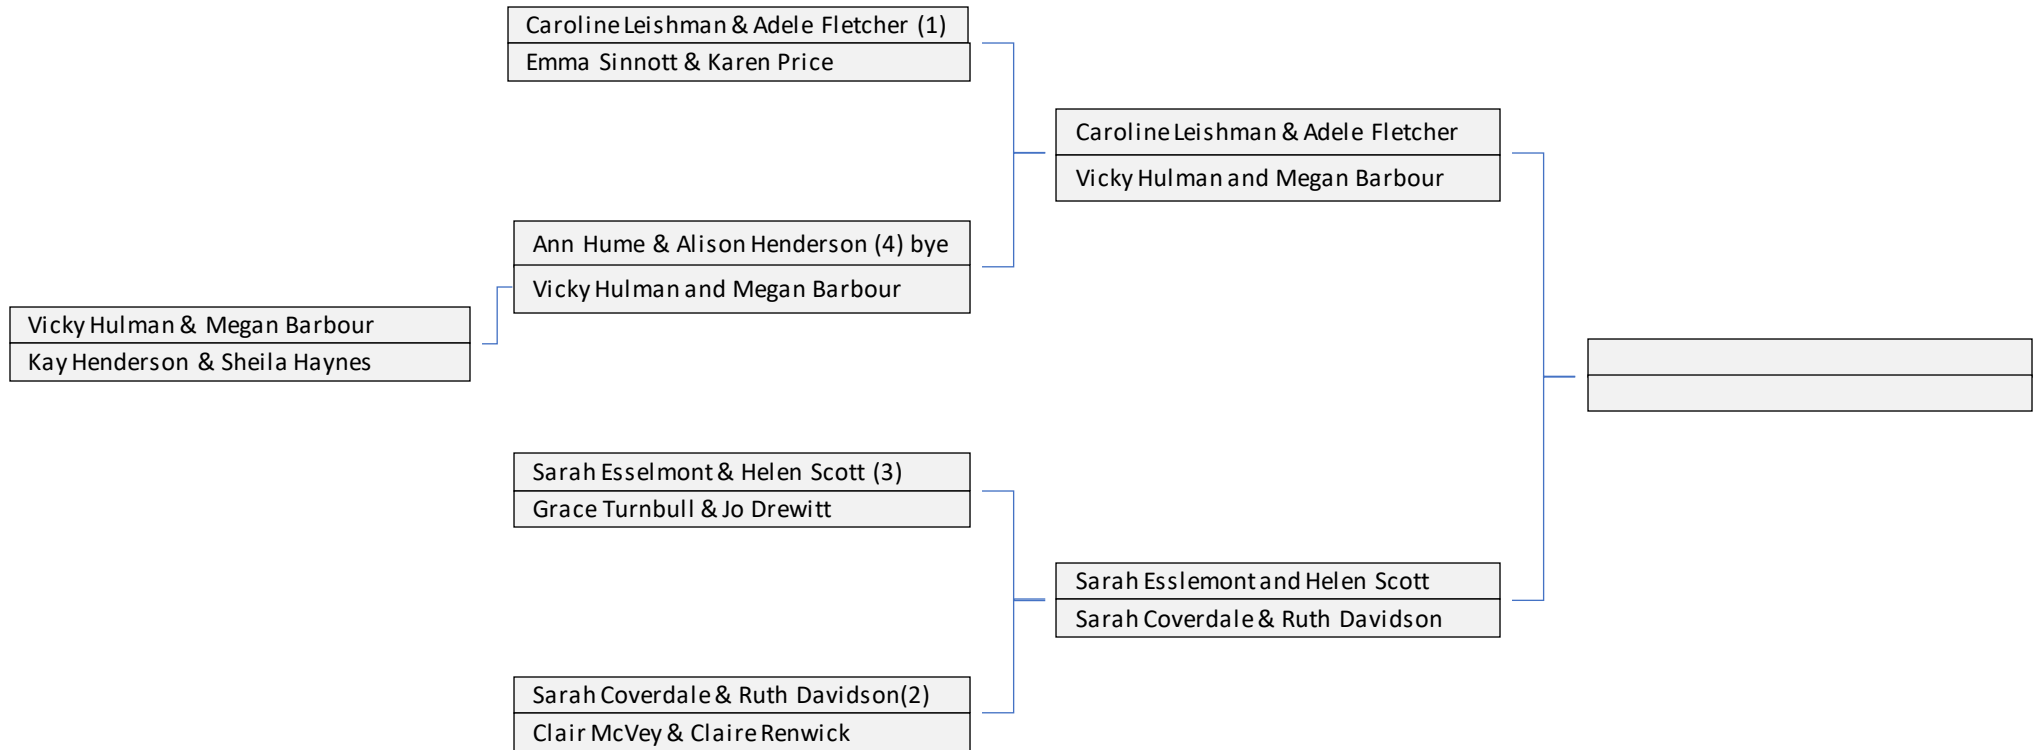 Caroline Leishman & Adele Fletcher (1)
Emma Sinnott & Karen Price
Caroline Leishman & Adele Fletcher
Vicky Hulman and Megan Barbour
Ann Hume & Alison Henderson (4) bye
Vicky Hulman and Megan Barbour
Vicky Hulman & Megan Barbour
Kay Henderson & Sheila Haynes
Sarah Esselmont & Helen Scott (3)
Grace Turnbull & Jo Drewitt
Sarah Esslemont and Helen Scott
Sarah Coverdale & Ruth Davidson
Sarah Coverdale & Ruth Davidson(2)
Clair McVey & Claire Renwick